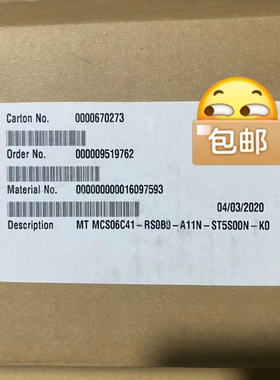 Carton No. 0000670273
包邮
Order No. 000009519762
Material No. 000000000016097593
04/03/2020
Description MT MCS06C41-RS0B0-A11N-ST5S00N-K0